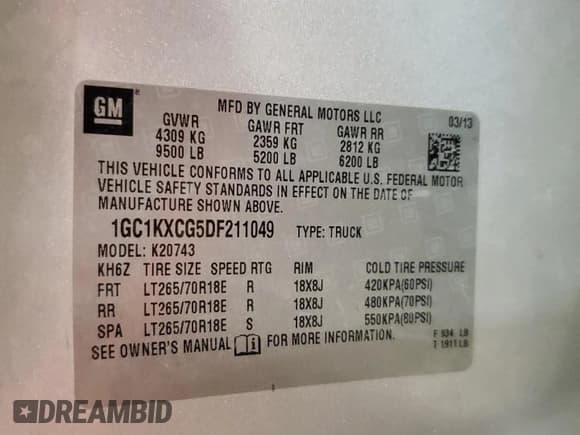 GM ®
MFD BY GENERAL MOTORS LLC 03/13
GVWR GAWR FRT GAWR RR
4309 KG 2359 KG 2812 KG
9500 LB 5200 LB 6200 LB
THIS VEHICLE CONFORMS TO ALL APPLICABLE U.S. FEDERAL MOTOR
VEHICLE SAFETY STANDARDS IN EFFECT ON THE DATE OF
MANUFACTURE SHOWN ABOVE.
1GC1KXCG5DF211049 TYPE: TRUCK
MODEL: K20743
KH6Z TIRE SIZE SPEED RTG RIM COLD TIRE PRESSURE
FRT LT265/70R18E R 18X8J 420KPA(60PSI)
RR LT265/70R18E R 18X8J 480KPA(70PSI)
SPA LT265/70R18E S 18X8J 550KPA(80PSI)
SEE OWNER'S MANUAL i FOR MORE INFORMATION.
F 934 LB
T 1911 LB
DREAMBID